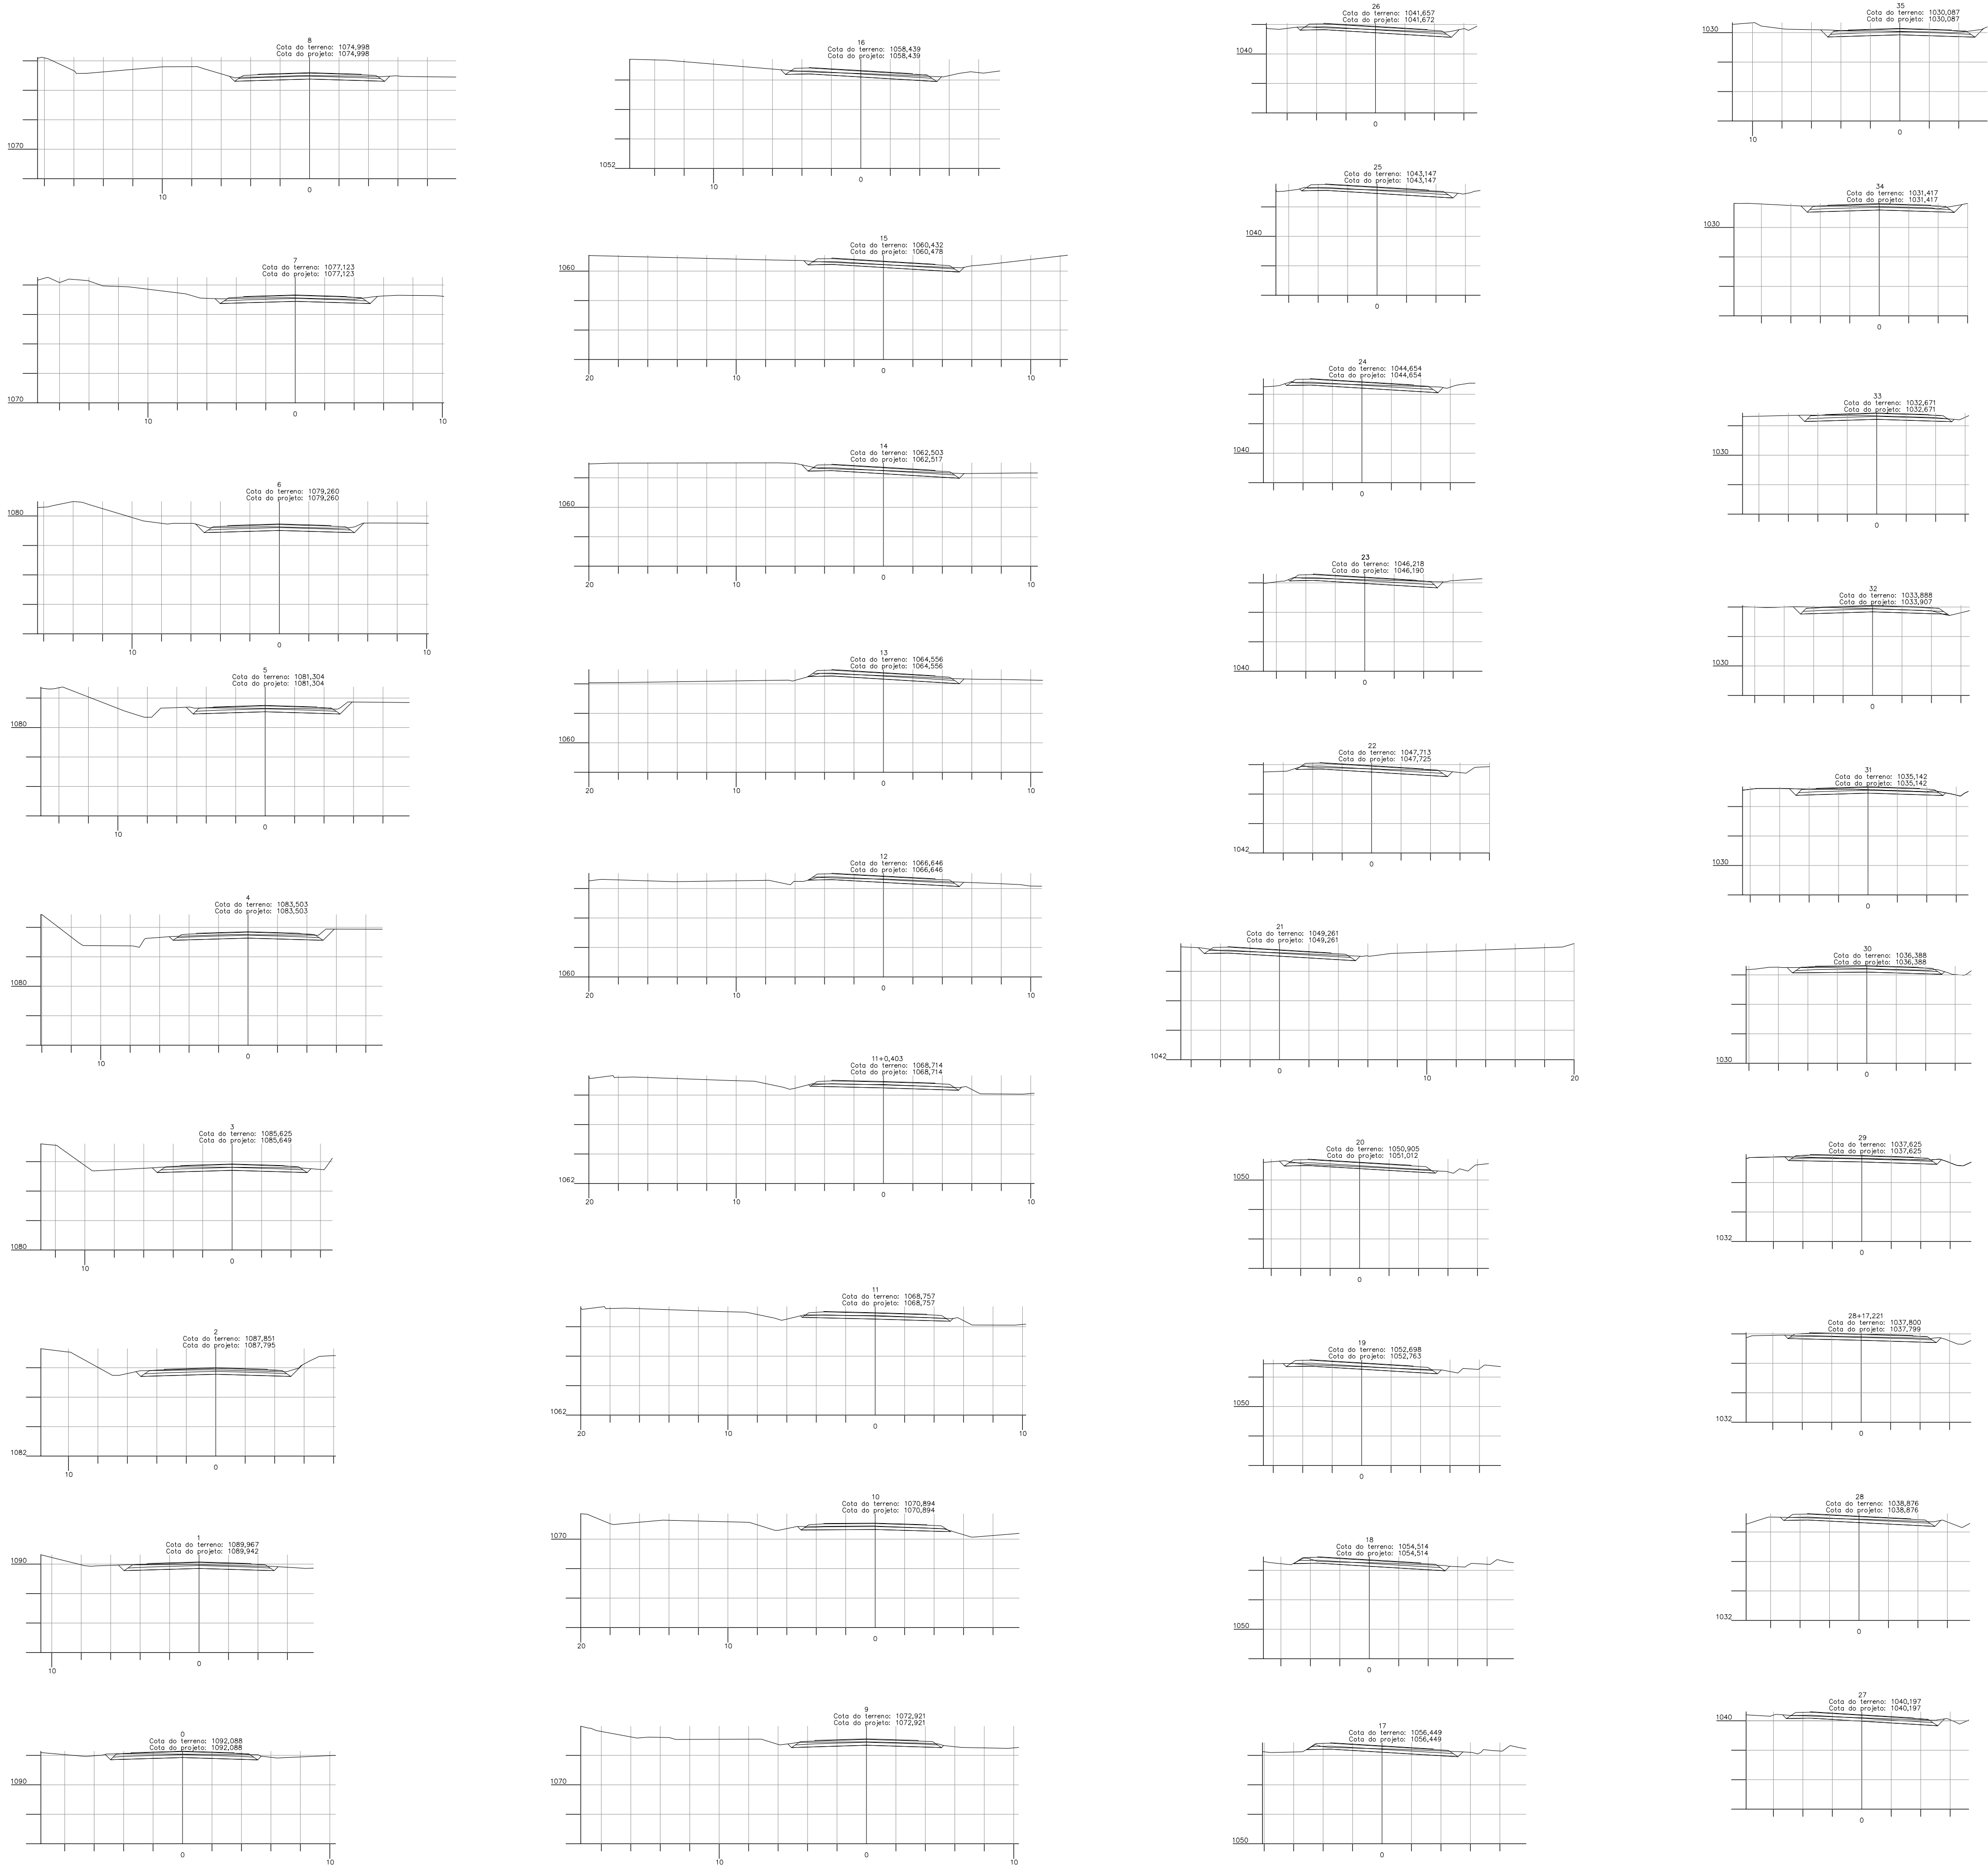 8
Cota do terreno: 1074,998
Cota do projeto: 1074,998
1070
10
0
7
Cota do terreno: 1077,123
Cota do projeto: 1077,123
1070
10
0
10
6
Cota do terreno: 1079,260
Cota do projeto: 1079,260
1080
10
0
10
5
Cota do terreno: 1081,304
Cota do projeto: 1081,304
1080
10
0
4
Cota do terreno: 1083,503
Cota do projeto: 1083,503
1080
10
0
3
Cota do terreno: 1085,625
Cota do projeto: 1085,649
1080
10
0
2
Cota do terreno: 1087,851
Cota do projeto: 1087,795
1082
10
0
1
Cota do terreno: 1089,967
Cota do projeto: 1089,942
1090
10
0
0
Cota do terreno: 1092,088
Cota do projeto: 1092,088
1090
0
10
16
Cota do terreno: 1058,439
Cota do projeto: 1058,439
1052
10
0
15
Cota do terreno: 1060,432
Cota do projeto: 1060,478
1060
20
10
0
10
14
Cota do terreno: 1062,503
Cota do projeto: 1062,517
1060
20
10
0
10
13
Cota do terreno: 1064,556
Cota do projeto: 1064,556
1060
20
10
0
10
12
Cota do terreno: 1066,646
Cota do projeto: 1066,646
1060
20
10
0
10
11+0,403
Cota do terreno: 1068,714
Cota do projeto: 1068,714
1062
20
10
0
10
11
Cota do terreno: 1068,757
Cota do projeto: 1068,757
1062
20
10
0
10
10
Cota do terreno: 1070,894
Cota do projeto: 1070,894
1070
20
10
0
9
Cota do terreno: 1072,921
Cota do projeto: 1072,921
1070
10
0
10
26
Cota do terreno: 1041,657
Cota do projeto: 1041,672
1040
0
25
Cota do terreno: 1043,147
Cota do projeto: 1043,147
1040
0
24
Cota do terreno: 1044,654
Cota do projeto: 1044,654
1040
0
23
Cota do terreno: 1046,218
Cota do projeto: 1046,190
1040
0
22
Cota do terreno: 1047,713
Cota do projeto: 1047,725
1042
0
21
Cota do terreno: 1049,261
Cota do projeto: 1049,261
1042
0
10
20
20
Cota do terreno: 1050,905
Cota do projeto: 1051,012
1050
0
19
Cota do terreno: 1052,698
Cota do projeto: 1052,763
1050
0
18
Cota do terreno: 1054,514
Cota do projeto: 1054,514
1050
0
17
Cota do terreno: 1056,449
Cota do projeto: 1056,449
1050
0
35
Cota do terreno: 1030,087
Cota do projeto: 1030,087
1030
10
0
34
Cota do terreno: 1031,417
Cota do projeto: 1031,417
1030
0
33
Cota do terreno: 1032,671
Cota do projeto: 1032,671
1030
0
32
Cota do terreno: 1033,888
Cota do projeto: 1033,907
1030
0
31
Cota do terreno: 1035,142
Cota do projeto: 1035,142
1030
0
30
Cota do terreno: 1036,388
Cota do projeto: 1036,388
1030
0
29
Cota do terreno: 1037,625
Cota do projeto: 1037,625
1032
0
28+17,221
Cota do terreno: 1037,800
Cota do projeto: 1037,799
1032
0
28
Cota do terreno: 1038,876
Cota do projeto: 1038,876
1032
0
27
Cota do terreno: 1040,197
Cota do projeto: 1040,197
1040
0